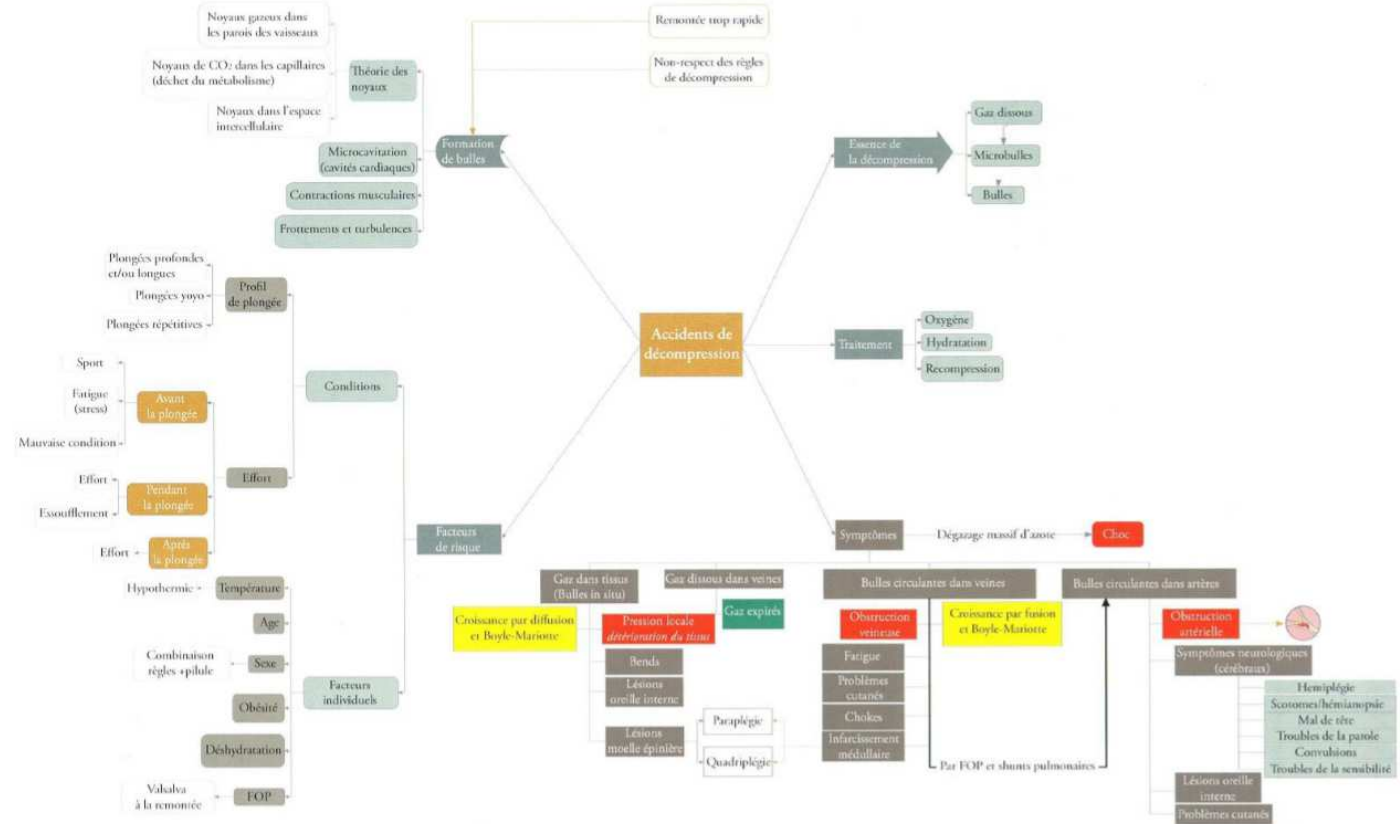 Noyaux gazeux dans
les parois des vaisseaux
Noyaux de CO₂ dans les capillaires
(déchet du métabolisme)
Noyaux dans l'espace
intercellulaire
Théorie des
noyaux
Microcavitation
(cavités cardiaques)
Contractions musculaires
Frottements et turbulences
Formation
de bulles
Remontée trop rapide
Non-respect des règles
de décompression
Essence de
la décompression
Gaz dissous
Microbulles
Bulles
Accidents de
décompression
Traitement
Oxygène
Hydratation
Recompression
Plongées profondes
et/ou longues
Plongées yoyo
Plongées répétitives
Profil
de plongée
Sport
Fatigue
(stress)
Mauvaise condition
Avant
la plongée
Effort
Essoufflement
Pendant
la plongée
Effort
Après
la plongée
Effort
Conditions
Facteurs
de risque
Hypothermie
Température
Age
Combinaison
règles +pilule
Sexe
Obésité
Déshydratation
Valsalva
à la remontée
FOP
Facteurs
individuels
Symptômes
Dégazage massif d'azote
Choc
Gaz dans tissus
(Bulles in situ)
Croissance par diffusion
et Boyle-Mariotte
Pression locale
détérioration du tissus
Bends
Lésions
oreille interne
Lésions
moelle épinière
Paraplégie
Quadriplégie
Gaz dissous dans veines
Gaz expirés
Bulles circulantes dans veines
Obstruction
veineuse
Croissance par fusion
et Boyle-Mariotte
Fatigue
Problèmes
cutanés
Chokes
Infarcissement
médullaire
Par FOP et shunts pulmonaires
Bulles circulantes dans artères
Obstruction
artérielle
Symptômes neurologiques
(cérébraux)
Hemiplégie
Scotomes/hémianopsie
Mal de tête
Troubles de la parole
Convulsions
Troubles de la sensibilité
Lésions oreille
interne
Problèmes cutanés